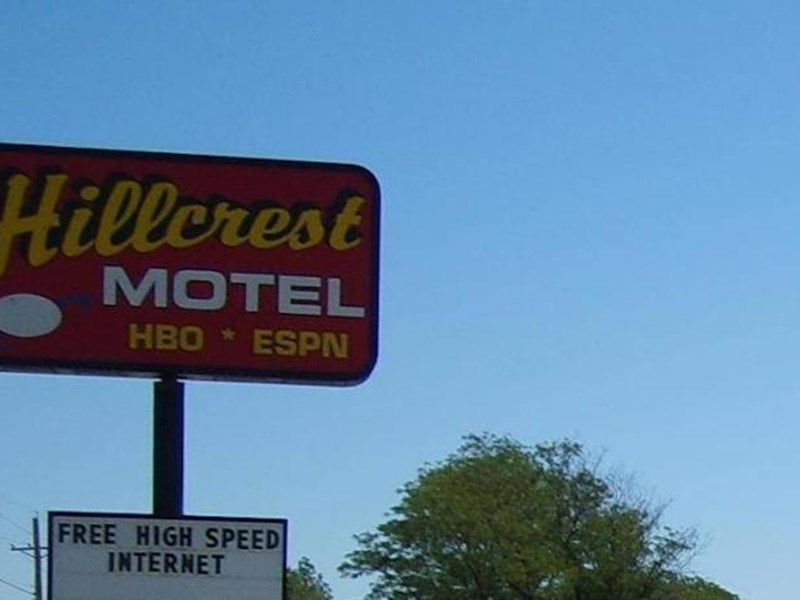 Hillcrest
MOTEL
HBO * ESPN
FREE HIGH SPEED
INTERNET